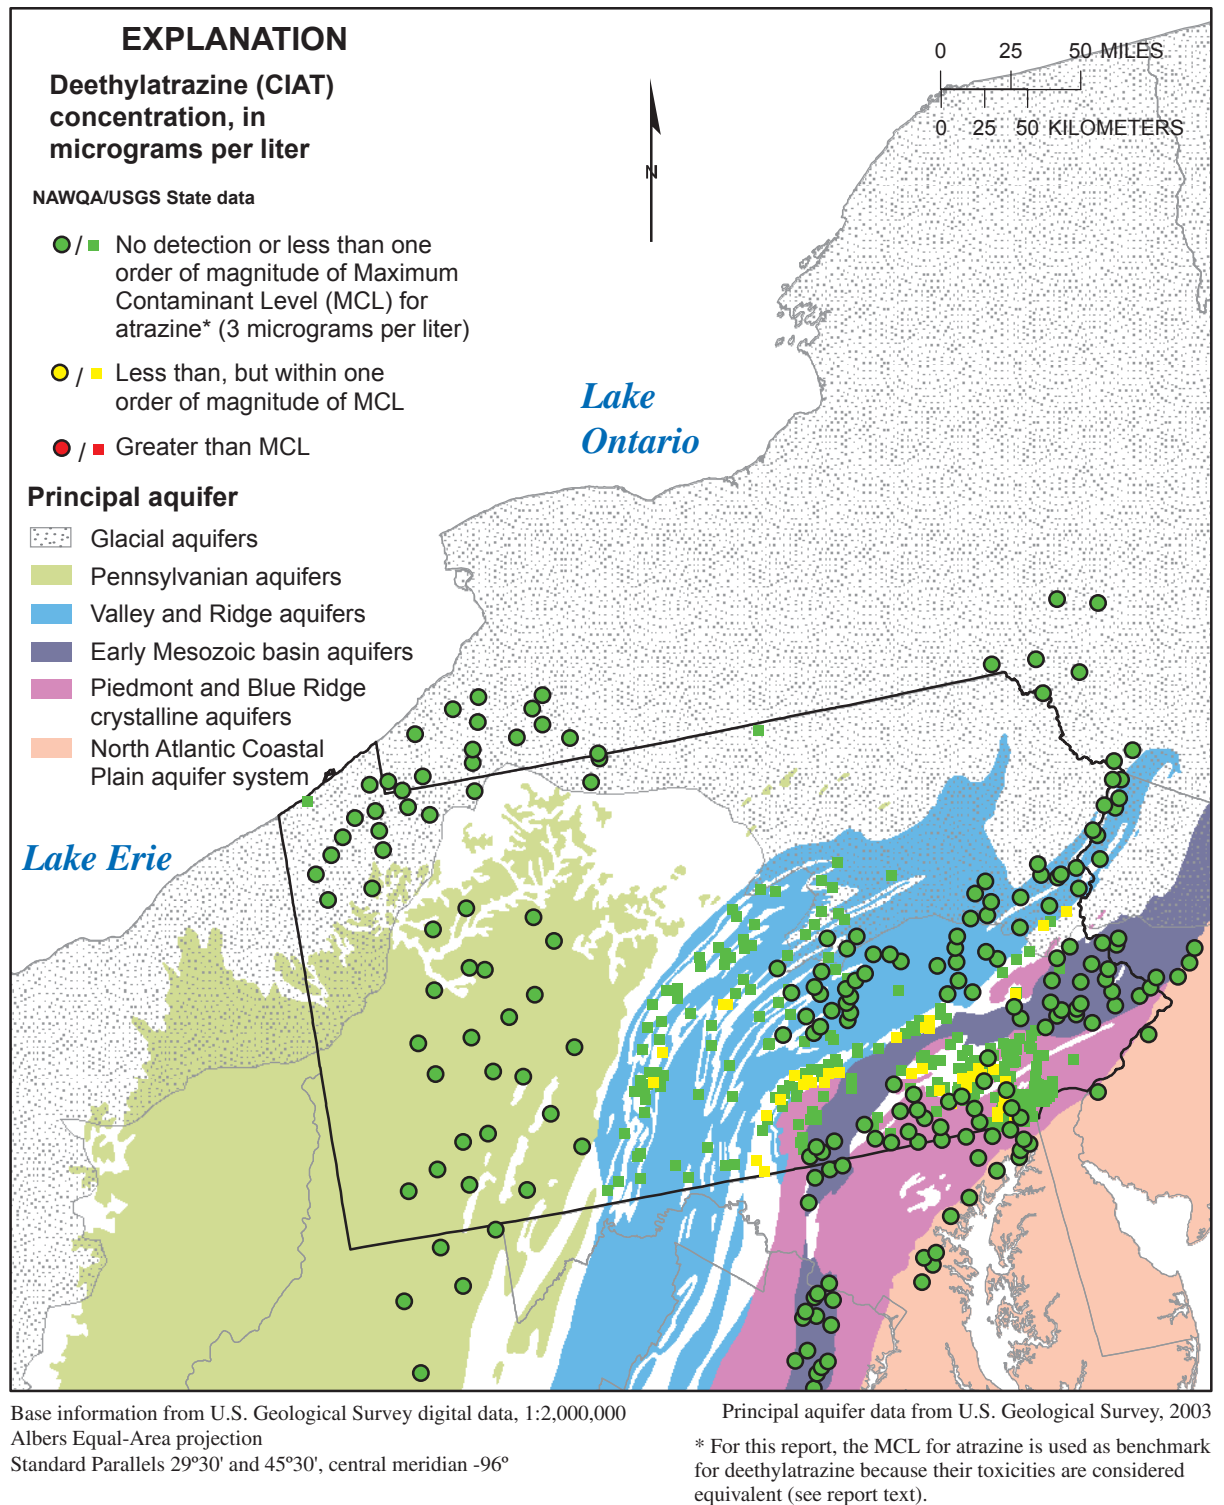 EXPLANATION
Deethylatrazine (CIAT)
concentration, in
micrograms per liter
NAWQA/USGS State data
/ No detection or less than one
order of magnitude of Maximum
Contaminant Level (MCL) for
atrazine* (3 micrograms per liter)
/ Less than, but within one
order of magnitude of MCL
/ Greater than MCL
Principal aquifer
Glacial aquifers
Pennsylvanian aquifers
Valley and Ridge aquifers
Early Mesozoic basin aquifers
Piedmont and Blue Ridge
crystalline aquifers
North Atlantic Coastal
Plain aquifer system
0 25 50 MILES
0 25 50 KILOMETERS
N
Lake
Ontario
Lake Erie
Base information from U.S. Geological Survey digital data, 1:2,000,000
Albers Equal-Area projection
Standard Parallels 29º30' and 45º30', central meridian -96º
Principal aquifer data from U.S. Geological Survey, 2003
* For this report, the MCL for atrazine is used as benchmark
for deethylatrazine because their toxicities are considered
equivalent (see report text).